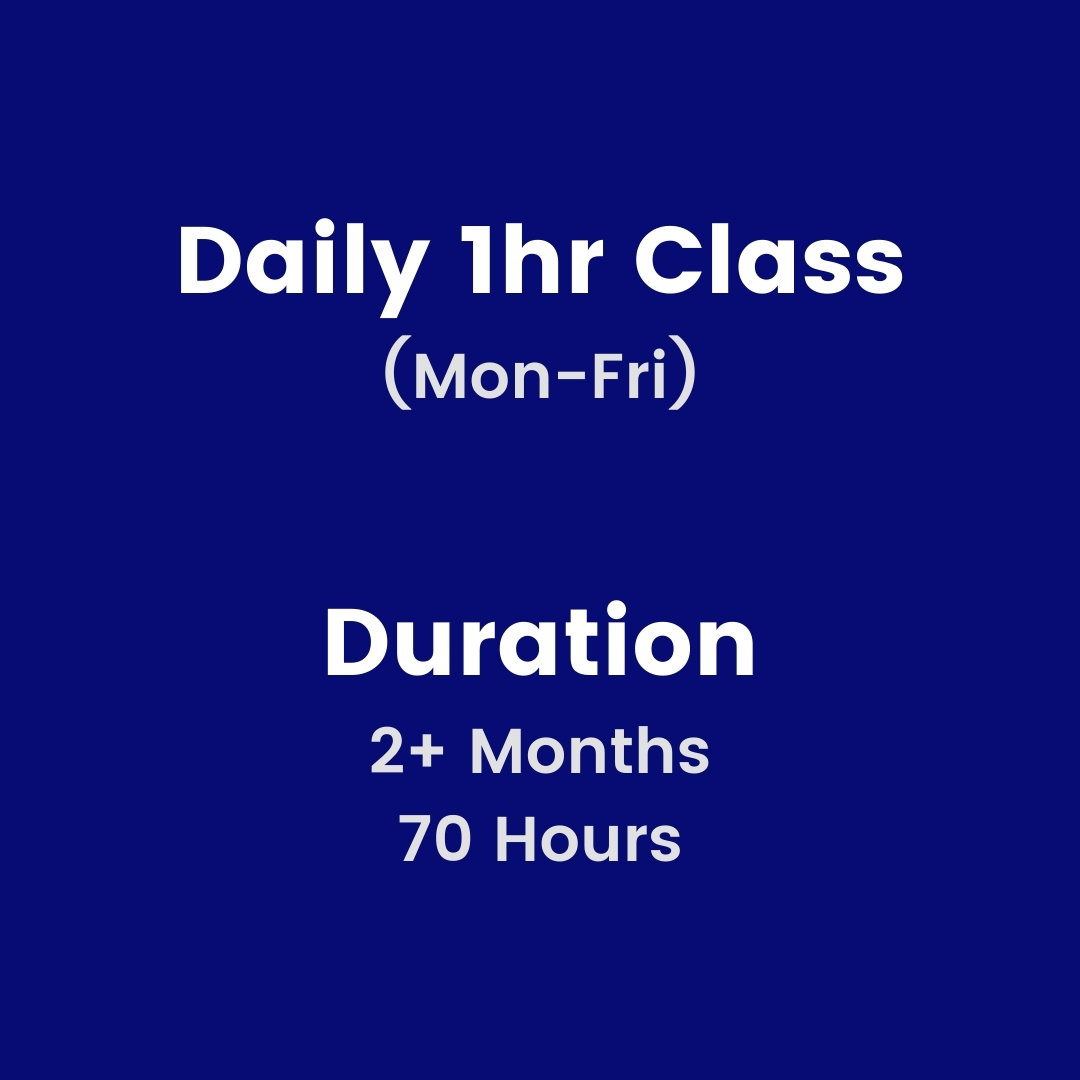 Daily 1hr Class
(Mon-Fri)
Duration
2+ Months
70 Hours